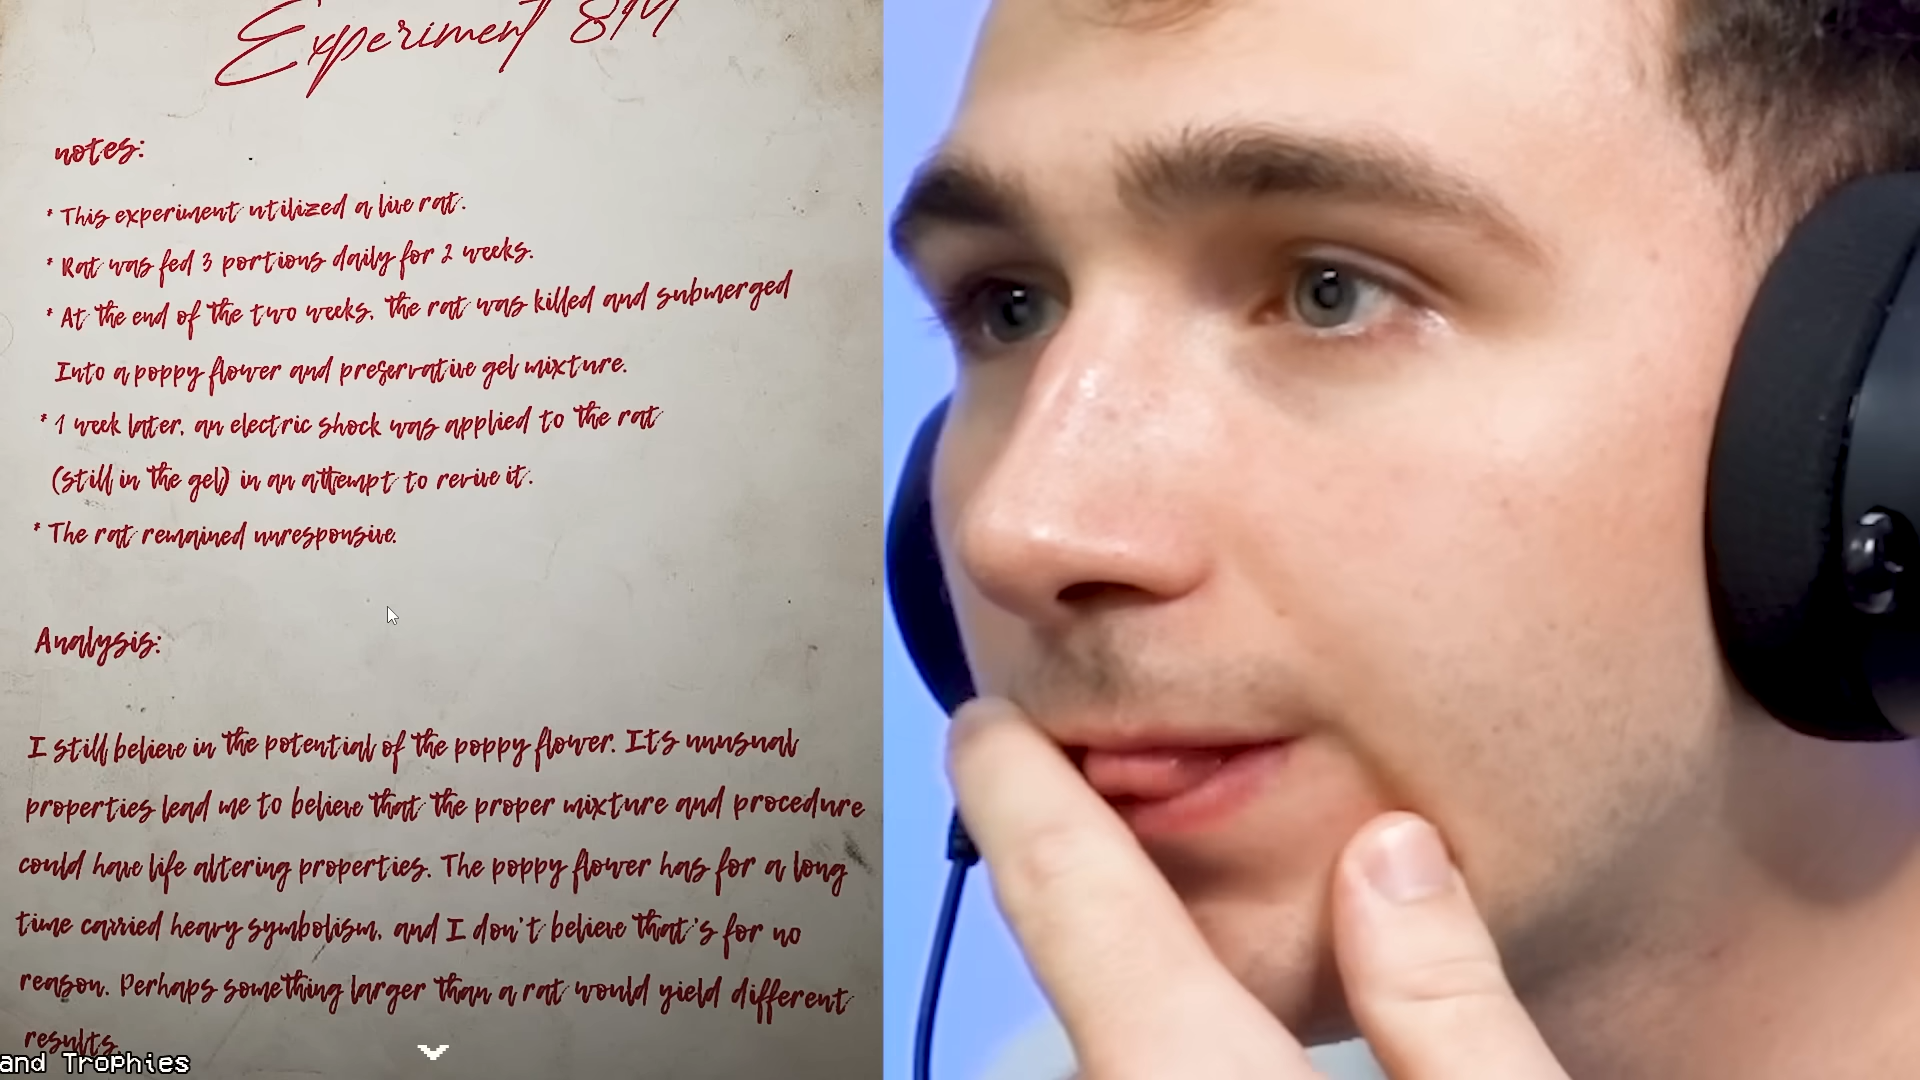 Experiment 814
notes:
* This experiment utilized a live rat.
* Rat was fed 3 portions daily for 2 weeks.
* At the end of the two weeks, the rat was killed and submerged
Into a poppy flower and preservative gel mixture.
* 1 week later, an electric shock was applied to the rat
(still in the gel) in an attempt to revive it.
* The rat remained unresponsive.
Analysis:
I still believe in the potential of the poppy flower. Its unusual
properties lead me to believe that the proper mixture and procedure
could have life altering properties. The poppy flower has for a long
time carried heavy symbolism, and I don't believe that's for no
reason. Perhaps something larger than a rat would yield different
results.
and Trophies